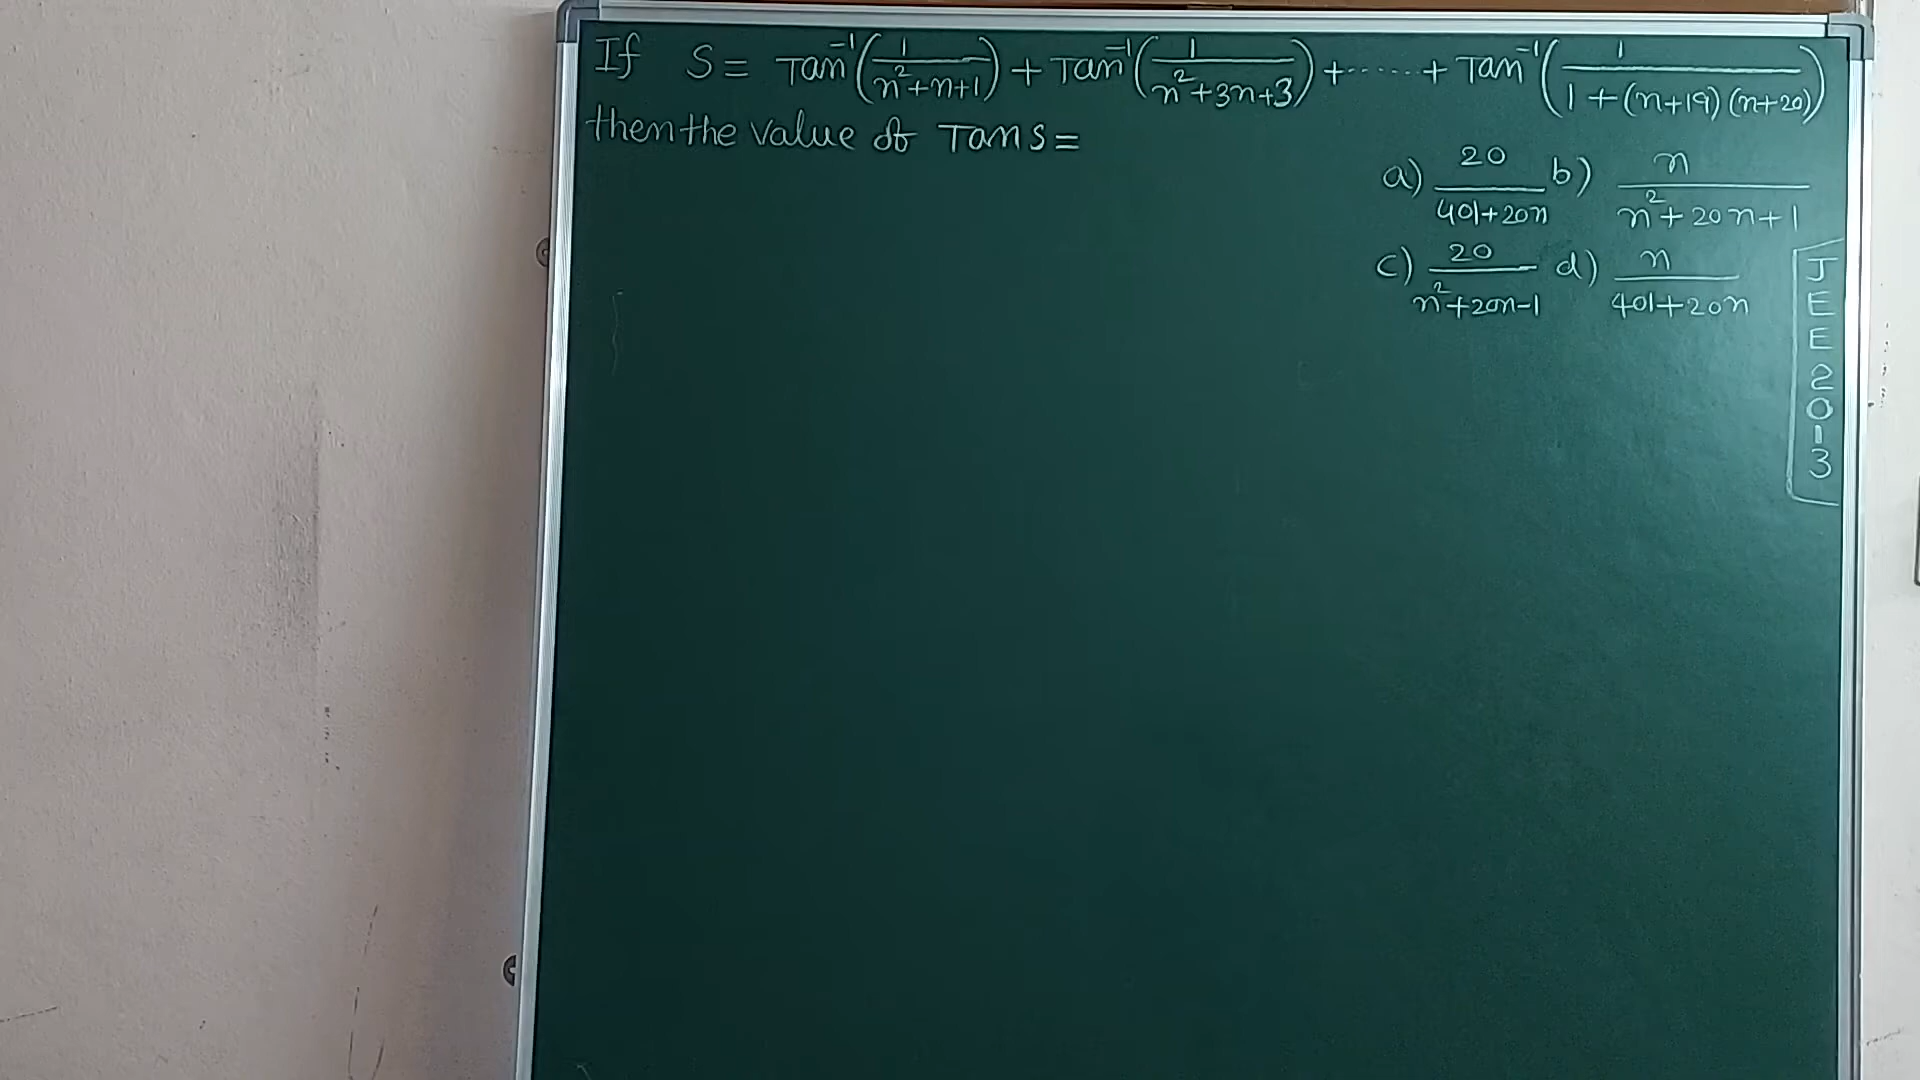 If S = Tan⁻¹(1/(n²+n+1)) + Tan⁻¹(1/(n²+3n+3)) + ...... + Tan⁻¹(1/(1+(n+19)(n+20)))
then the value of Tan S =
a) 20/(401+20n) b) n/(n²+20n+1)
c) 20/(n²+20n-1) d) n/(401+20n)
JEE 2013